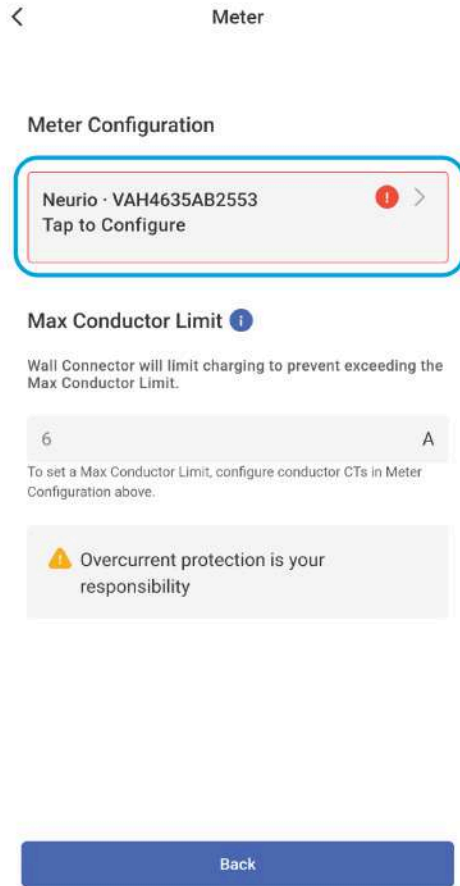 Meter
Meter Configuration
Neurio · VAH4635AB2553
Tap to Configure
Max Conductor Limit
Wall Connector will limit charging to prevent exceeding the
Max Conductor Limit.
6 A
To set a Max Conductor Limit, configure conductor CTs in Meter
Configuration above.
Overcurrent protection is your
responsibility
Back